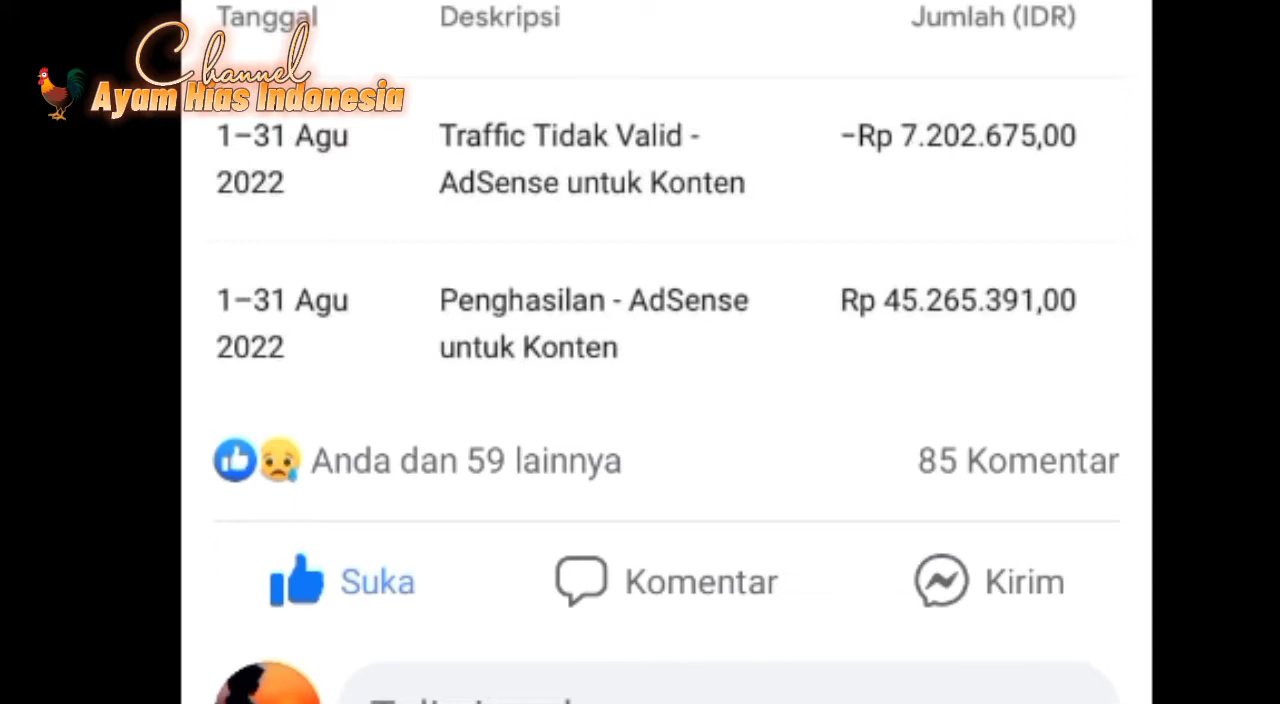 Tanggal Deskripsi Jumlah (IDR)
Channel
Ayam Hias Indonesia
1–31 Agu Traffic Tidak Valid - −Rp 7.202.675,00
2022 AdSense untuk Konten
1–31 Agu Penghasilan - AdSense Rp 45.265.391,00
2022 untuk Konten
Anda dan 59 lainnya 85 Komentar
Suka Komentar Kirim